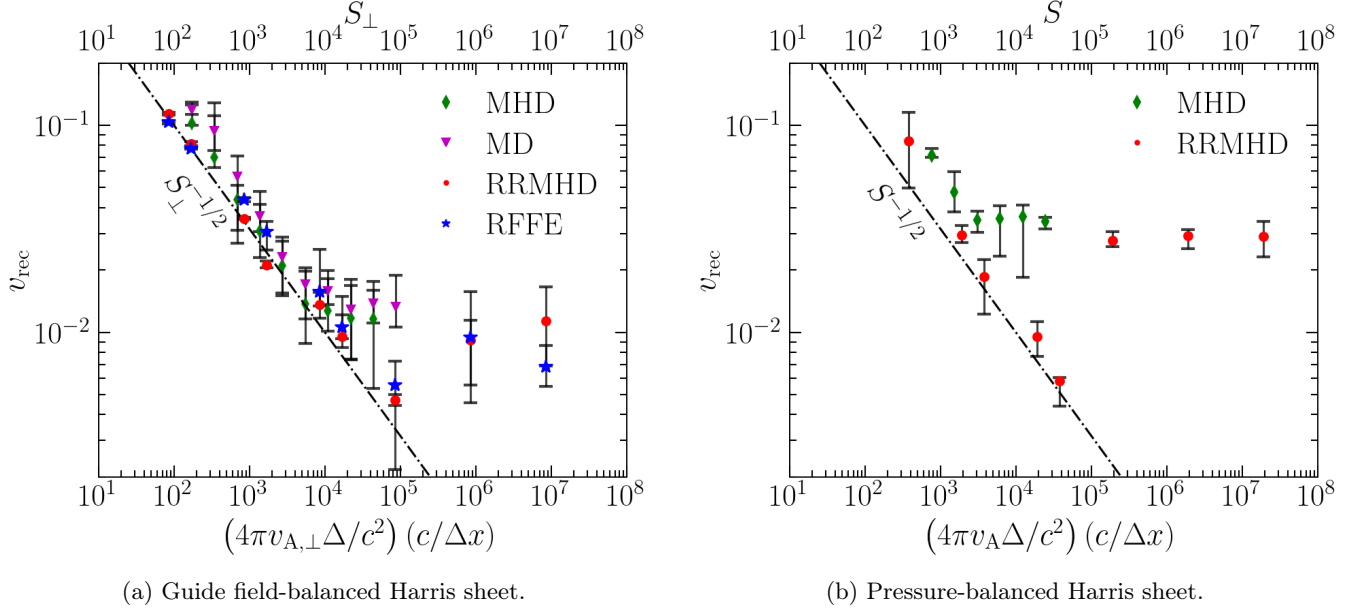 S⊥
10¹ 10² 10³ 10⁴ 10⁵ 10⁶ 10⁷ 10⁸
10⁻¹
10⁻²
v_rec
MHD
MD
RRMHD
RFFE
S⊥^{−1/2}
10¹ 10² 10³ 10⁴ 10⁵ 10⁶ 10⁷ 10⁸
(4πv_{A,⊥}Δ/c²) (c/Δx)
(a) Guide field-balanced Harris sheet.
S
10¹ 10² 10³ 10⁴ 10⁵ 10⁶ 10⁷ 10⁸
10⁻¹
10⁻²
v_rec
MHD
RRMHD
S^{−1/2}
10¹ 10² 10³ 10⁴ 10⁵ 10⁶ 10⁷ 10⁸
(4πv_AΔ/c²) (c/Δx)
(b) Pressure-balanced Harris sheet.